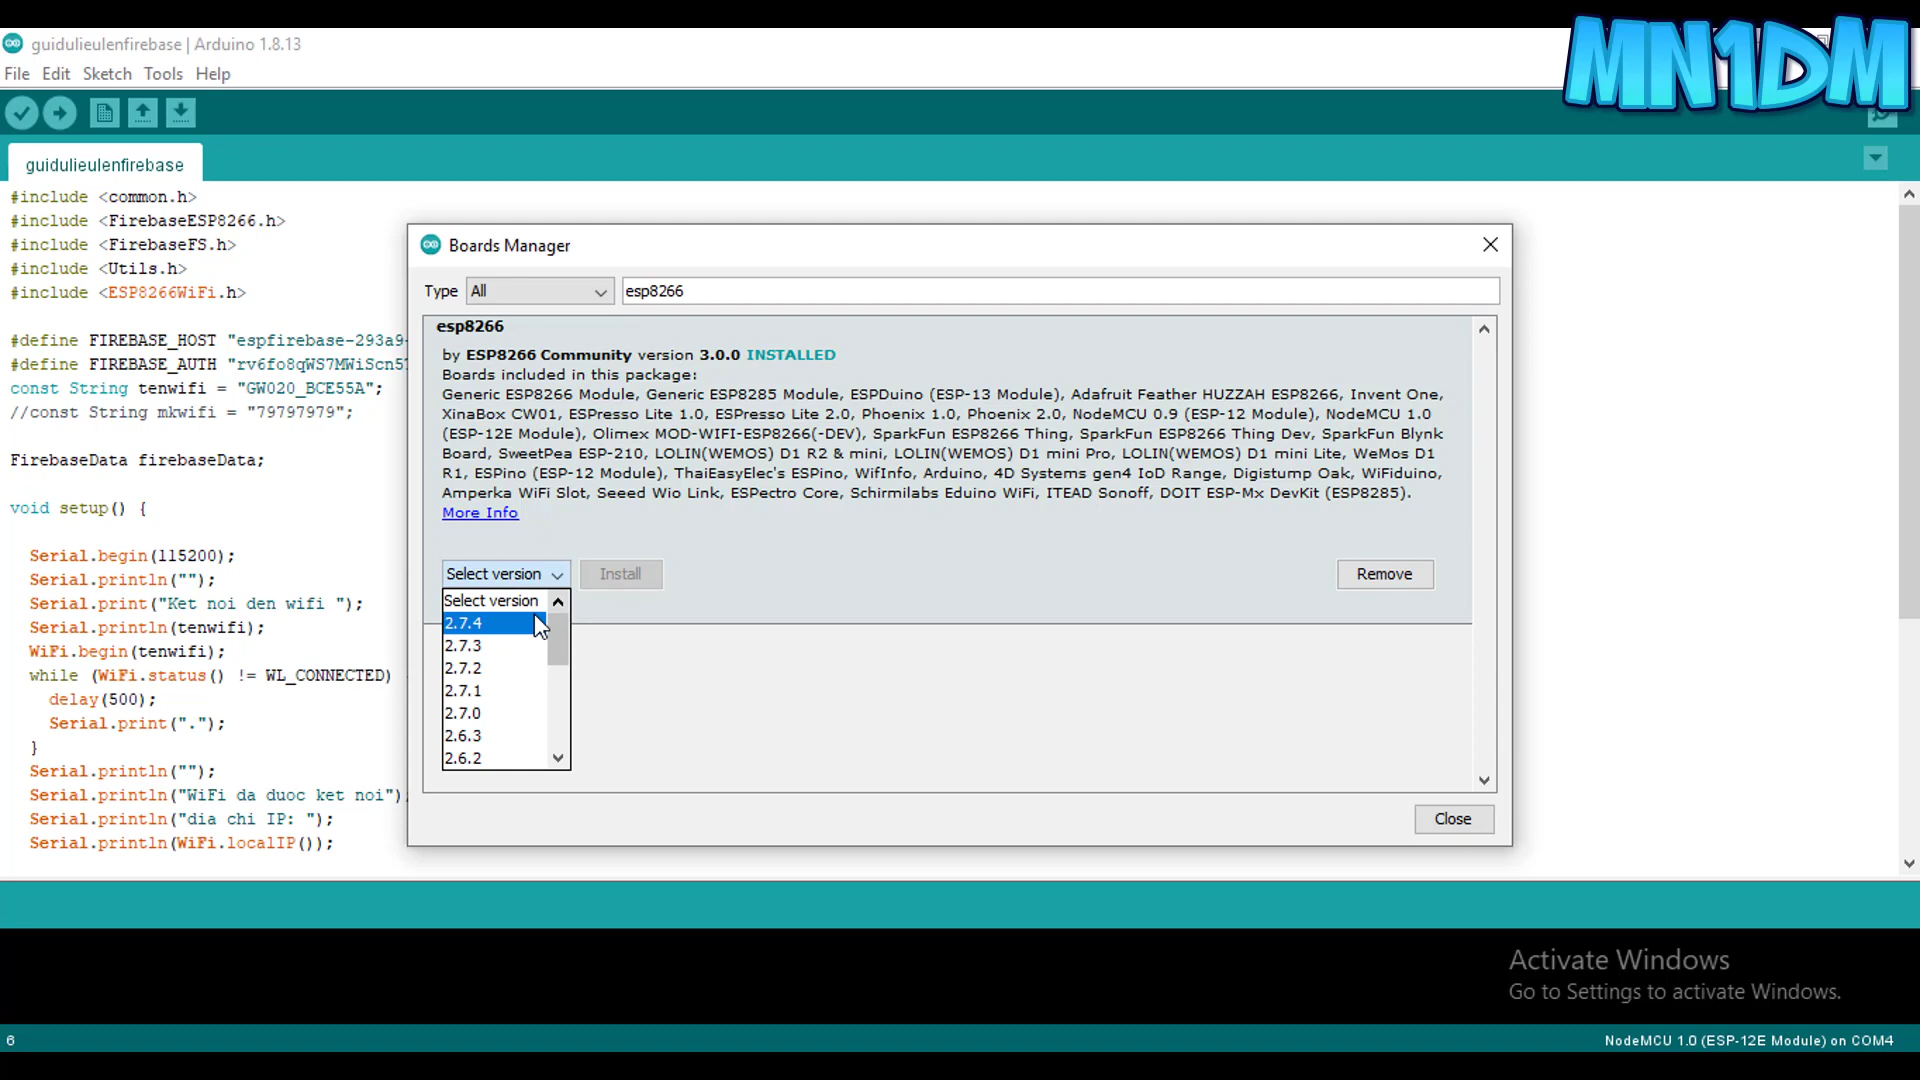 guidulieulenfirebase | Arduino 1.8.13
MN1DM
File Edit Sketch Tools Help
guidulieulenfirebase
#include <common.h>
#include <FirebaseESP8266.h>
#include <FirebaseFS.h>
#include <Utils.h>
#include <ESP8266WiFi.h>
#define FIREBASE_HOST "espfirebase-293a9-
#define FIREBASE_AUTH "rv6fo8qWS7MWiScn5
const String tenwifi = "GW020_BCE55A";
//const String mkwifi = "79797979";
FirebaseData firebaseData;
void setup() {
Serial.begin(115200);
Serial.println("");
Serial.print("Ket noi den wifi ");
Serial.println(tenwifi);
WiFi.begin(tenwifi);
while (WiFi.status() != WL_CONNECTED)
delay(500);
Serial.print(".");
}
Serial.println("");
Serial.println("WiFi da duoc ket noi");
Serial.println("dia chi IP: ");
Serial.println(WiFi.localIP());
Boards Manager
Type All esp8266
esp8266
by ESP8266 Community version 3.0.0 INSTALLED
Boards included in this package:
Generic ESP8266 Module, Generic ESP8285 Module, ESPDuino (ESP-13 Module), Adafruit Feather HUZZAH ESP8266, Invent One,
XinaBox CW01, ESPresso Lite 1.0, ESPresso Lite 2.0, Phoenix 1.0, Phoenix 2.0, NodeMCU 0.9 (ESP-12 Module), NodeMCU 1.0
(ESP-12E Module), Olimex MOD-WIFI-ESP8266(-DEV), SparkFun ESP8266 Thing, SparkFun ESP8266 Thing Dev, SparkFun Blynk
Board, SweetPea ESP-210, LOLIN(WEMOS) D1 R2 & mini, LOLIN(WEMOS) D1 mini Pro, LOLIN(WEMOS) D1 mini Lite, WeMos D1
R1, ESPino (ESP-12 Module), ThaiEasyElec's ESPino, WifInfo, Arduino, 4D Systems gen4 IoD Range, Digistump Oak, WiFiduino,
Amperka WiFi Slot, Seeed Wio Link, ESPectro Core, Schirmilabs Eduino WiFi, ITEAD Sonoff, DOIT ESP-Mx DevKit (ESP8285).
More Info
Select version Install Remove
Select version
2.7.4
2.7.3
2.7.2
2.7.1
2.7.0
2.6.3
2.6.2
Close
Activate Windows
Go to Settings to activate Windows.
6 NodeMCU 1.0 (ESP-12E Module) on COM4